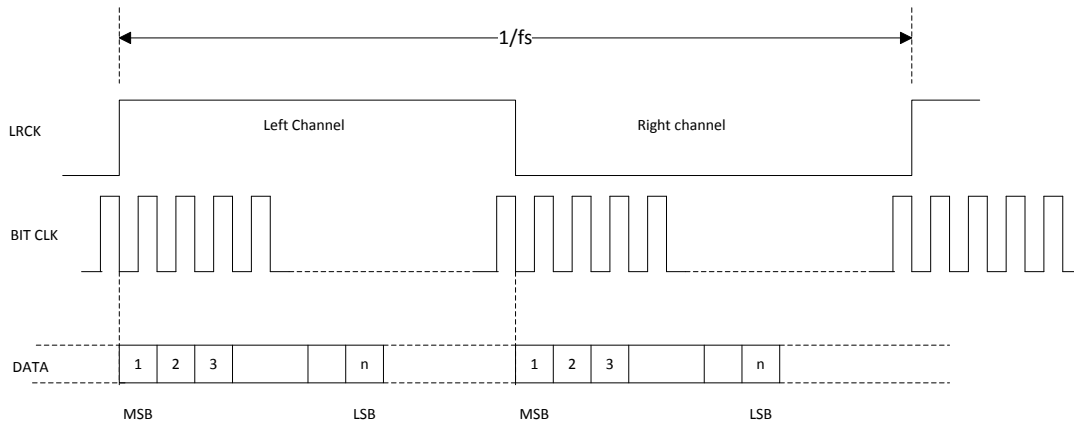 1/fs
LRCK
Left Channel
Right channel
BIT CLK
DATA
1 2 3 n 1 2 3 n
MSB LSB MSB LSB